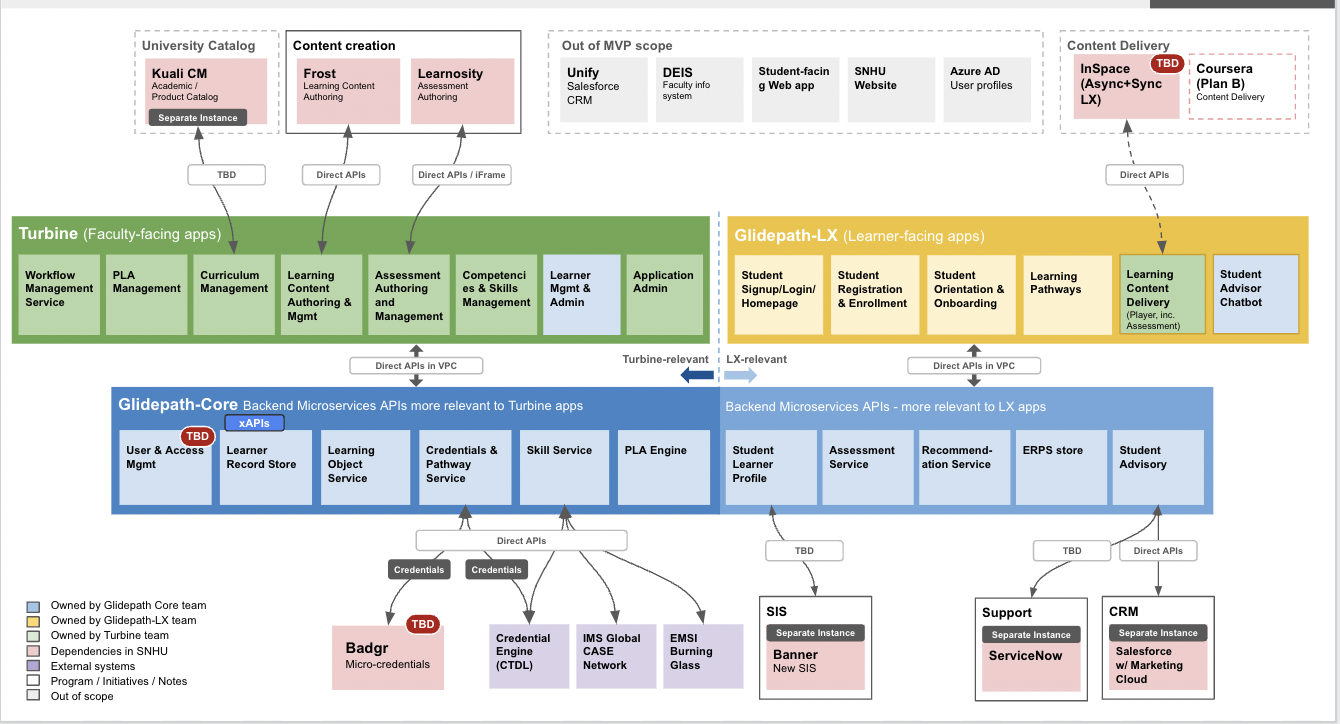 University Catalog
Kuali CM
Academic /
Product Catalog
Separate Instance
Content creation
Frost
Learning Content
Authoring
Learnosity
Assessment
Authoring
Out of MVP scope
Unify
Salesforce
CRM
DEIS
Faculty info
system
Student-facin
g Web app
SNHU
Website
Azure AD
User profiles
Content Delivery
TBD
InSpace
(Async+Sync
LX)
Coursera
(Plan B)
Content Delivery
TBD
Direct APIs
Direct APIs / iFrame
Direct APIs
Turbine (Faculty-facing apps)
Workflow
Management
Service
PLA
Management
Curriculum
Management
Learning
Content
Authoring &
Mgmt
Assessment
Authoring
and
Management
Competenci
es & Skills
Management
Learner
Mgmt &
Admin
Application
Admin
Glidepath-LX (Learner-facing apps)
Student
Signup/Login/
Homepage
Student
Registration
& Enrollment
Student
Orientation &
Onboarding
Learning
Pathways
Learning
Content
Delivery
(Player, inc.
Assessment)
Student
Advisor
Chatbot
Direct APIs in VPC
Turbine-relevant
LX-relevant
Direct APIs in VPC
Glidepath-Core Backend Microservices APIs more relevant to Turbine apps
xAPIs
TBD
User & Access
Mgmt
Learner
Record Store
Learning
Object
Service
Credentials &
Pathway
Service
Skill Service
PLA Engine
Backend Microservices APIs - more relevant to LX apps
Student
Learner
Profile
Assessment
Service
Recommend-
ation Service
ERPS store
Student
Advisory
Direct APIs
Credentials
Credentials
TBD
TBD
Direct APIs
TBD
Badgr
Micro-credentials
Credential
Engine
(CTDL)
IMS Global
CASE
Network
EMSI
Burning
Glass
SIS
Separate Instance
Banner
New SIS
Support
Separate Instance
ServiceNow
CRM
Separate Instance
Salesforce
w/ Marketing
Cloud
Owned by Glidepath Core team
Owned by Glidepath-LX team
Owned by Turbine team
Dependencies in SNHU
External systems
Program / Initiatives / Notes
Out of scope